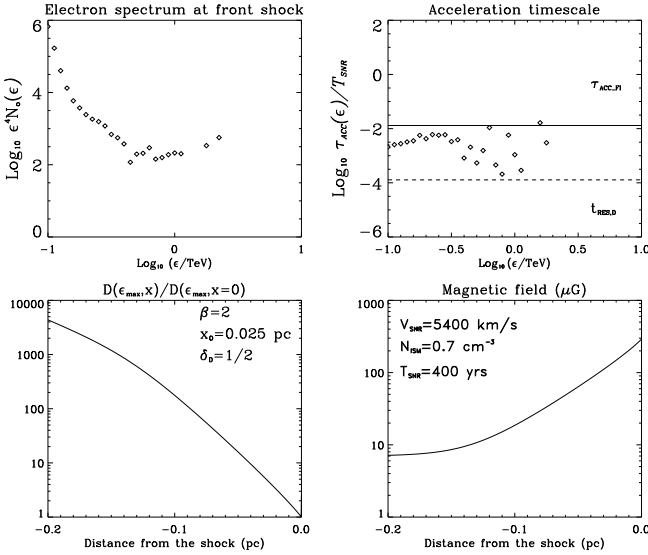 Electron spectrum at front shock
Log₁₀ ε⁴N₀(ε)
6
4
2
0
-1
0
1
Log₁₀ (ε/TeV)
Acceleration timescale
Log₁₀ τ_ACC(ε)/T_SNR
2
0
-2
-4
-6
τ_ACC_FI
t_RES,D
-1.0
-0.5
0.0
0.5
1.0
Log₁₀ (ε/TeV)
D(ε_max,x)/D(ε_max,x=0)
10000
1000
100
10
1
β=2
x₀=0.025 pc
δ_D=1/2
-0.2
-0.1
0.0
Distance from the shock (pc)
Magnetic field (μG)
1000
100
10
1
V_SNR=5400 km/s
N_ISM=0.7 cm⁻³
T_SNR=400 yrs
-0.2
-0.1
0.0
Distance from the shock (pc)